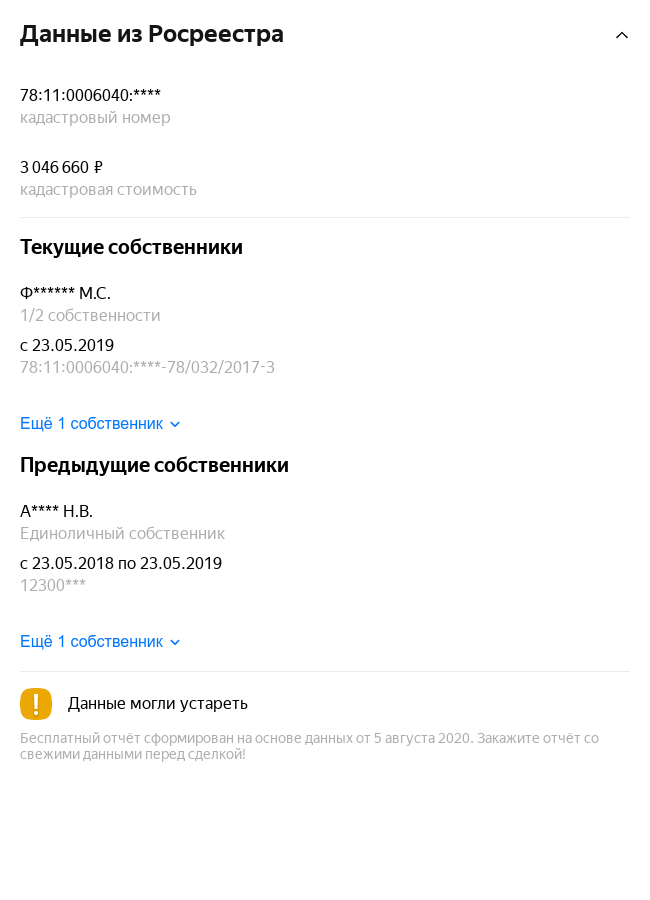 Данные из Росреестра
78:11:0006040:****
кадастровый номер
3 046 660 ₽
кадастровая стоимость
Текущие собственники
Ф****** М.С.
1/2 собственности
с 23.05.2019
78:11:0006040:****-78/032/2017-3
Ещё 1 собственник
Предыдущие собственники
А**** Н.В.
Единоличный собственник
с 23.05.2018 по 23.05.2019
12300***
Ещё 1 собственник
Данные могли устареть
Бесплатный отчёт сформирован на основе данных от 5 августа 2020. Закажите отчёт со
свежими данными перед сделкой!